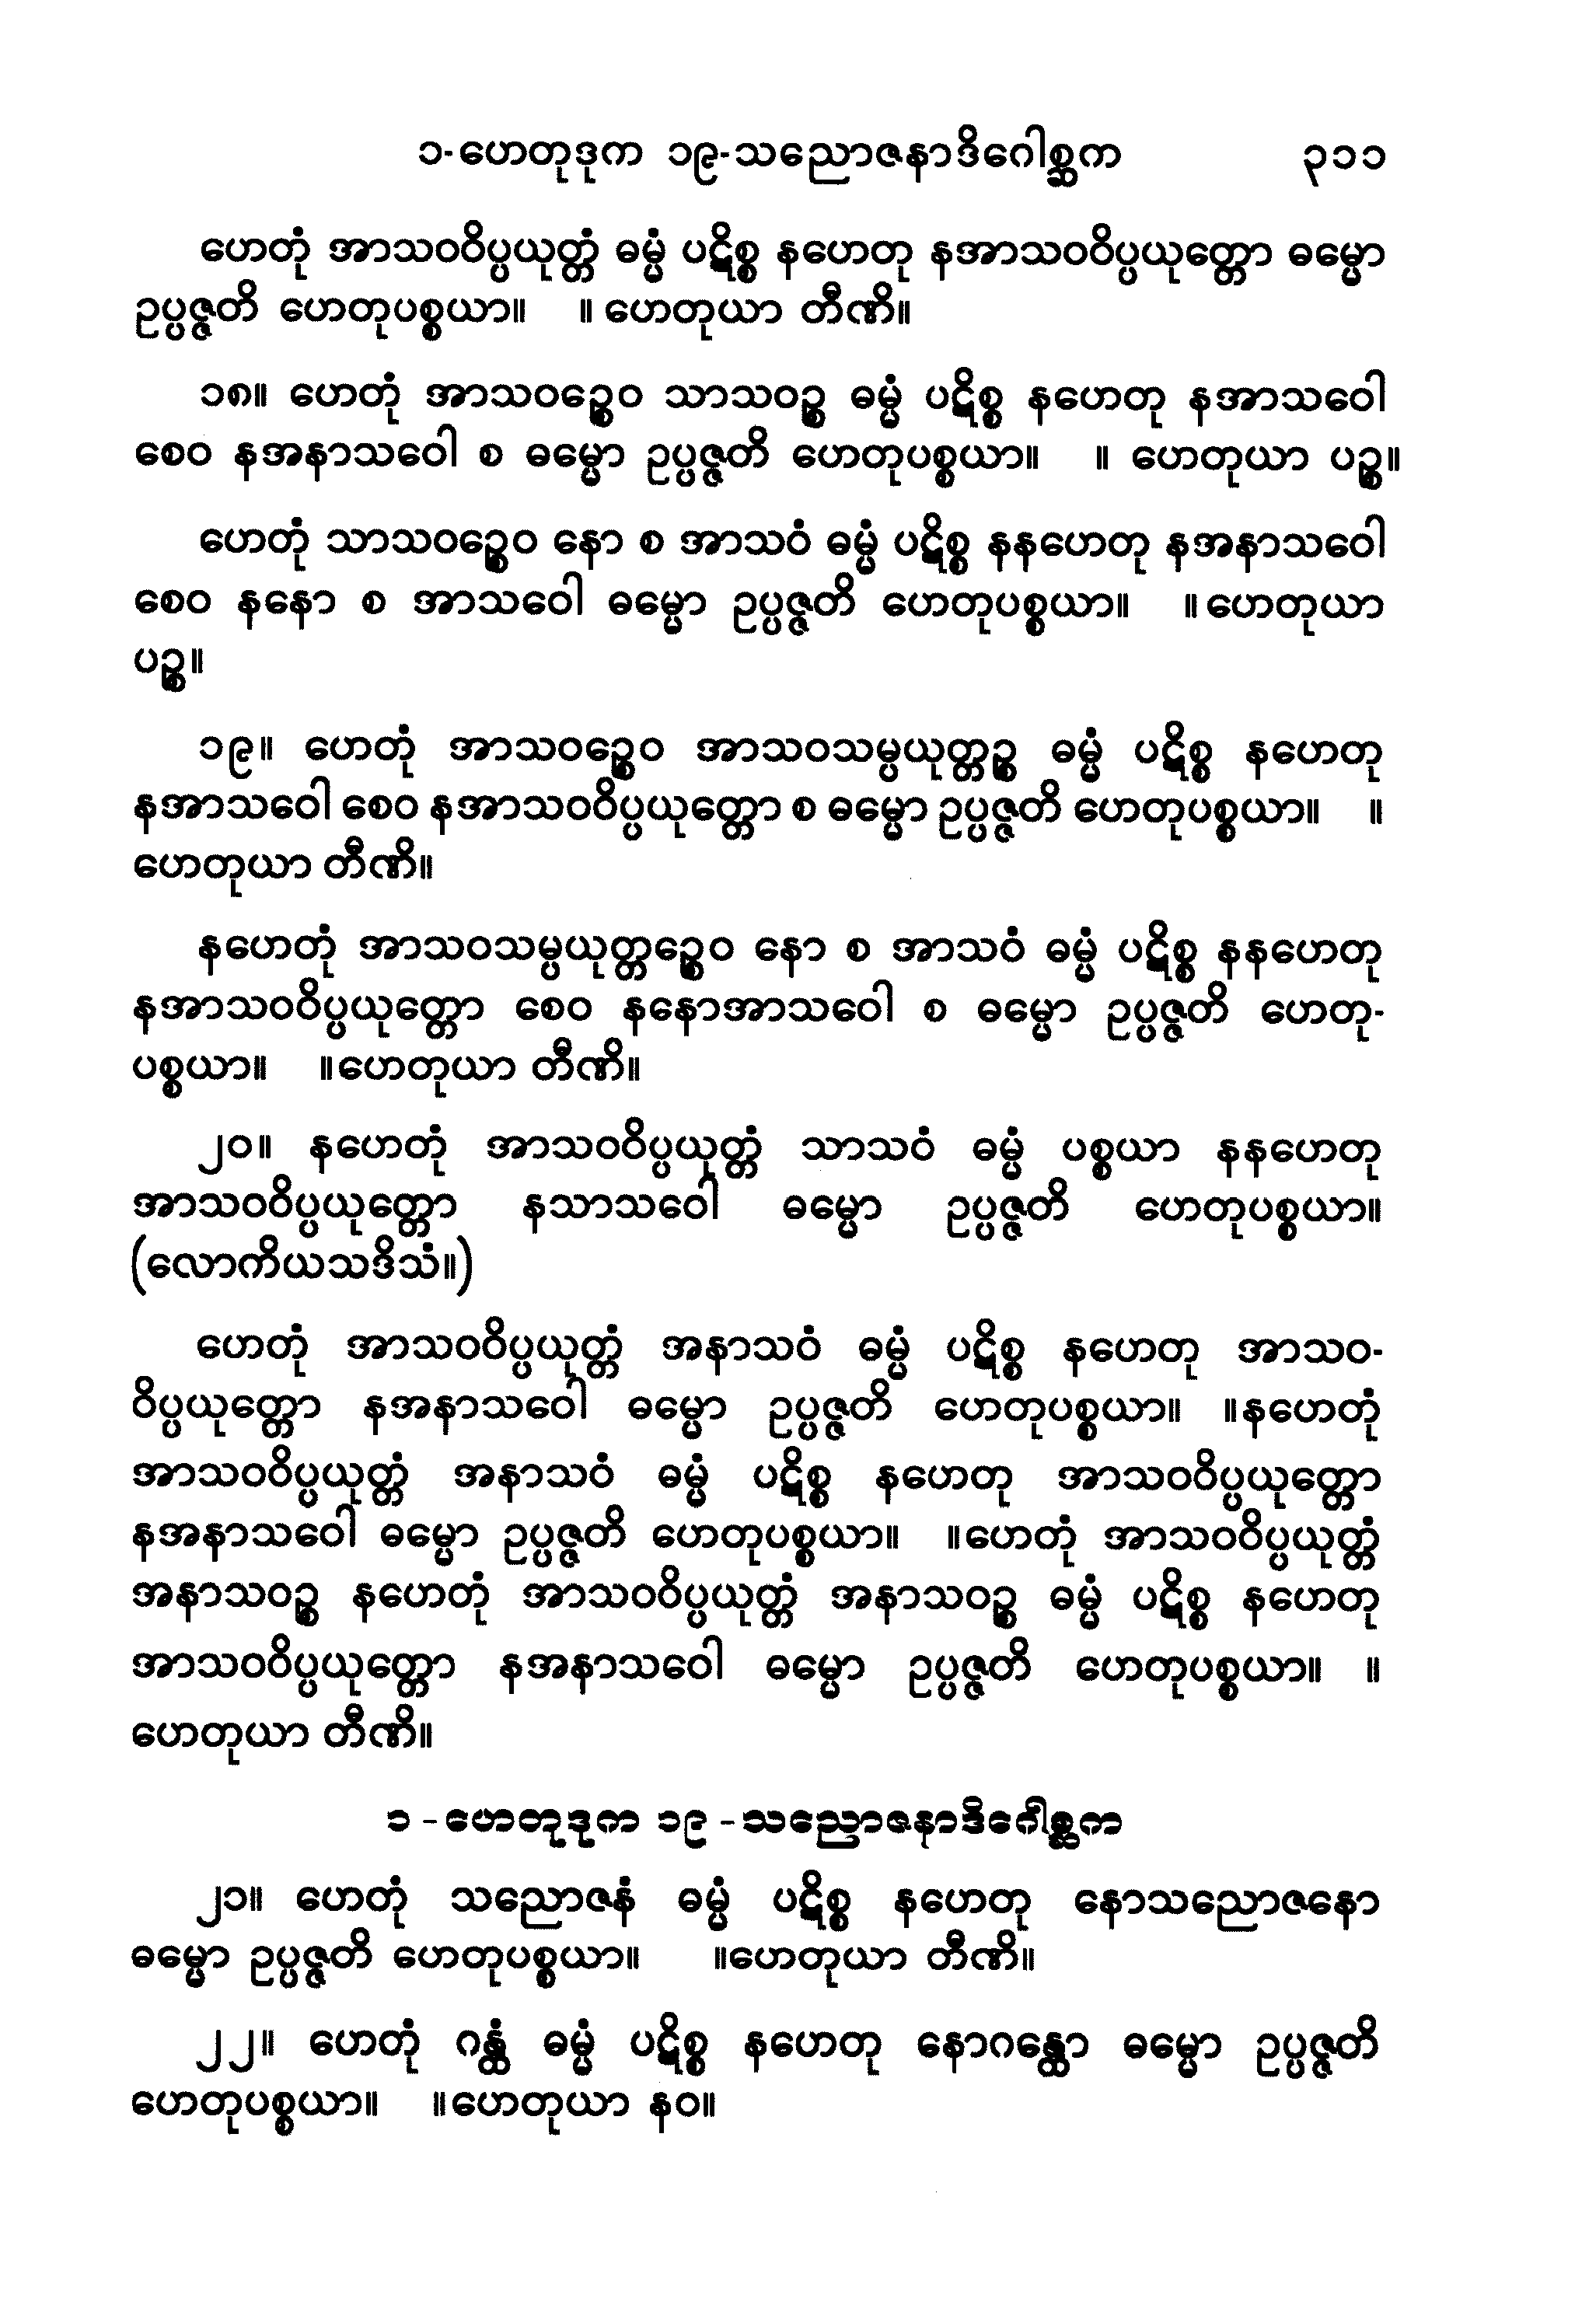 ၁-ဟေတုဒုက ၁၉-သညောဇနာဒိဂေါစ္ဆက ၃၁၁
ဟေတုံ အာသဝဝိပ္ပယုတ္တံ ဓမ္မံ ပဋိစ္စ နဟေတု နအာသဝဝိပ္ပယုတ္တော ဓမ္မော
ဥပ္ပဇ္ဇတိ ဟေတုပစ္စယာ။ ။ ဟေတုယာ တီဏိ။
၁၈။ ဟေတုံ အာသဝဉ္စေဝ သာသဝဉ္စ ဓမ္မံ ပဋိစ္စ နဟေတု နအာသဝေါ
စေဝ နအနာသဝေါ စ ဓမ္မော ဥပ္ပဇ္ဇတိ ဟေတုပစ္စယာ။ ။ ဟေတုယာ ပဉ္စ။
ဟေတုံ သာသဝဉ္စေဝ နော စ အာသဝံ ဓမ္မံ ပဋိစ္စ နနဟေတု နအနာသဝေါ
စေဝ နနော စ အာသဝေါ ဓမ္မော ဥပ္ပဇ္ဇတိ ဟေတုပစ္စယာ။ ။ ဟေတုယာ
ပဉ္စ။
၁၉။ ဟေတုံ အာသဝဉ္စေဝ အာသဝသမ္ပယုတ္တဉ္စ ဓမ္မံ ပဋိစ္စ နဟေတု
နအာသဝေါ စေဝ နအာသဝဝိပ္ပယုတ္တော စ ဓမ္မော ဥပ္ပဇ္ဇတိ ဟေတုပစ္စယာ။ ။
ဟေတုယာ တီဏိ။
နဟေတုံ အာသဝသမ္ပယုတ္တဉ္စေဝ နော စ အာသဝံ ဓမ္မံ ပဋိစ္စ နနဟေတု
နအာသဝဝိပ္ပယုတ္တော စေဝ နနောအာသဝေါ စ ဓမ္မော ဥပ္ပဇ္ဇတိ ဟေတု-
ပစ္စယာ။ ။ဟေတုယာ တီဏိ။
၂၀။ နဟေတုံ အာသဝဝိပ္ပယုတ္တံ သာသဝံ ဓမ္မံ ပစ္စယာ နနဟေတု
အာသဝဝိပ္ပယုတ္တော နသာသဝေါ ဓမ္မော ဥပ္ပဇ္ဇတိ ဟေတုပစ္စယာ။
(လောကိယသဒိသံ။)
ဟေတုံ အာသဝဝိပ္ပယုတ္တံ အနာသဝံ ဓမ္မံ ပဋိစ္စ နဟေတု အာသဝ-
ဝိပ္ပယုတ္တော နအနာသဝေါ ဓမ္မော ဥပ္ပဇ္ဇတိ ဟေတုပစ္စယာ။ ။နဟေတုံ
အာသဝဝိပ္ပယုတ္တံ အနာသဝံ ဓမ္မံ ပဋိစ္စ နဟေတု အာသဝဝိပ္ပယုတ္တော
နအနာသဝေါ ဓမ္မော ဥပ္ပဇ္ဇတိ ဟေတုပစ္စယာ။ ။ဟေတုံ အာသဝဝိပ္ပယုတ္တံ
အနာသဝဉ္စ နဟေတုံ အာသဝဝိပ္ပယုတ္တံ အနာသဝဉ္စ ဓမ္မံ ပဋိစ္စ နဟေတု
အာသဝဝိပ္ပယုတ္တော နအနာသဝေါ ဓမ္မော ဥပ္ပဇ္ဇတိ ဟေတုပစ္စယာ။ ။
ဟေတုယာ တီဏိ။
၁ - ဟေတုဒုက ၁၉ - သညောဇနာဒိဂေါစ္ဆက
၂၁။ ဟေတုံ သညောဇနံ ဓမ္မံ ပဋိစ္စ နဟေတု နောသညောဇနော
ဓမ္မော ဥပ္ပဇ္ဇတိ ဟေတုပစ္စယာ။ ။ဟေတုယာ တီဏိ။
၂၂။ ဟေတုံ ဂန္ထံ ဓမ္မံ ပဋိစ္စ နဟေတု နောဂန္ထော ဓမ္မော ဥပ္ပဇ္ဇတိ
ဟေတုပစ္စယာ။ ။ဟေတုယာ နဝ။